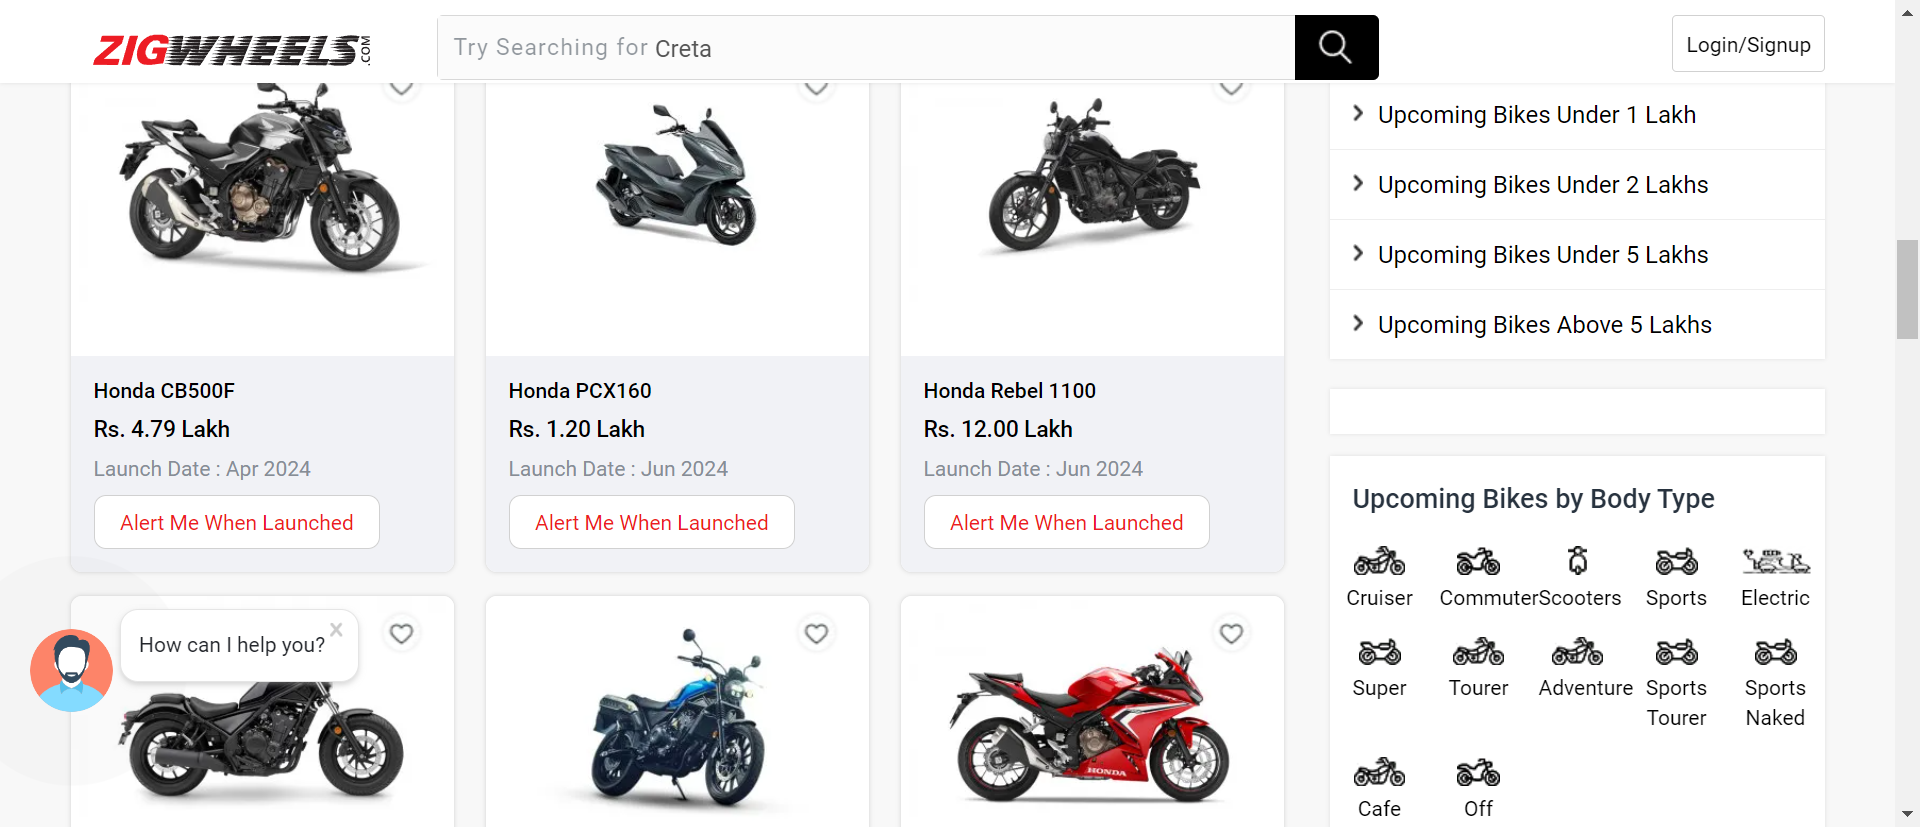 ZIGWHEELS.COM
Try Searching for Creta
Login/Signup
Honda CB500F
Rs. 4.79 Lakh
Launch Date : Apr 2024
Alert Me When Launched
Honda PCX160
Rs. 1.20 Lakh
Launch Date : Jun 2024
Alert Me When Launched
Honda Rebel 1100
Rs. 12.00 Lakh
Launch Date : Jun 2024
Alert Me When Launched
How can I help you?
HONDA
Upcoming Bikes Under 1 Lakh
Upcoming Bikes Under 2 Lakhs
Upcoming Bikes Under 5 Lakhs
Upcoming Bikes Above 5 Lakhs
Upcoming Bikes by Body Type
Cruiser
Commuter
Scooters
Sports
Electric
Super
Tourer
Adventure
Sports
Tourer
Sports
Naked
Cafe
Off